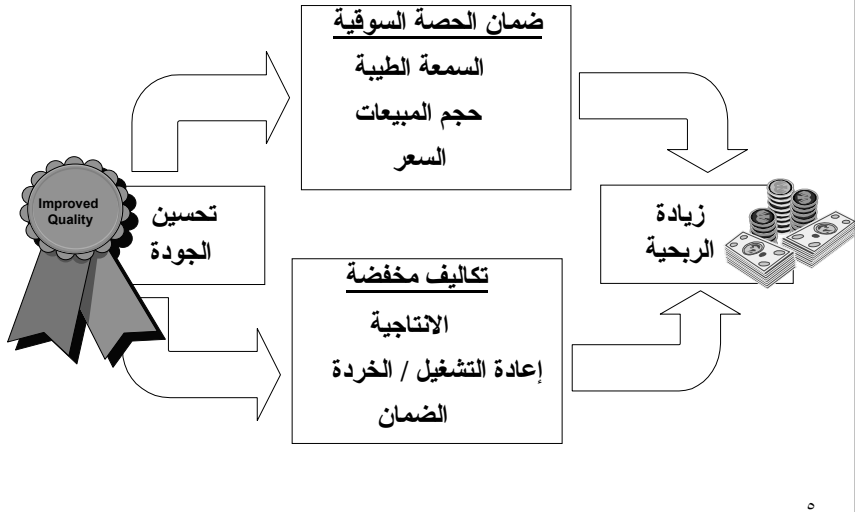 ضمان الحصة السوقية
السمعة الطيبة
حجم المبيعات
السعر
Improved
Quality
تحسين
الجودة
زيادة
الربحية
تكاليف مخفضة
الانتاجية
إعادة التشغيل / الخردة
الضمان
٥